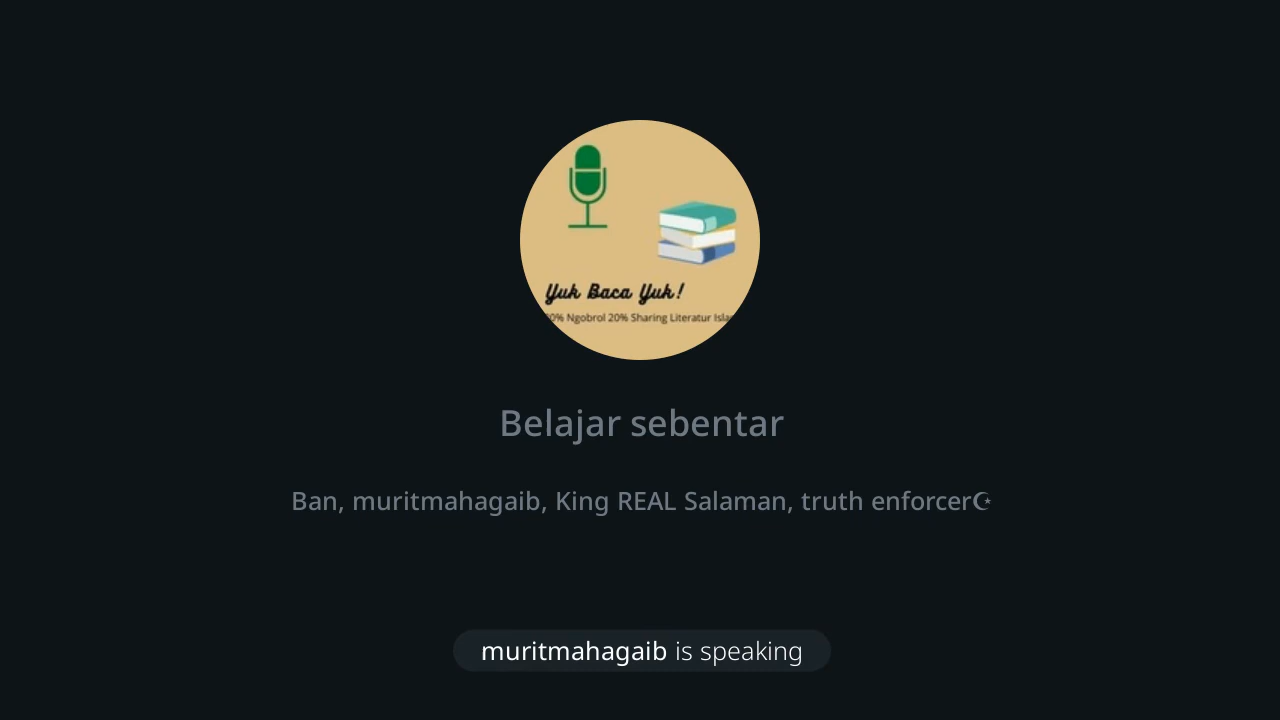 Yuk Baca Yuk!
0% Ngobrol 20% Sharing Literatur Isla
Belajar sebentar
Ban, muritmahagaib, King REAL Salaman, truth enforcer☪
muritmahagaib is speaking